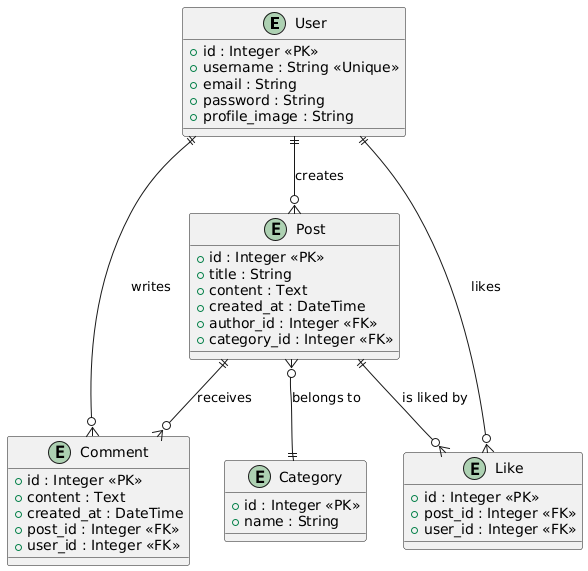 E User
id : Integer «PK»
username : String «Unique»
email : String
password : String
profile_image : String
creates
writes
likes
E Post
id : Integer «PK»
title : String
content : Text
created_at : DateTime
author_id : Integer «FK»
category_id : Integer «FK»
receives
belongs to
is liked by
E Comment
id : Integer «PK»
content : Text
created_at : DateTime
post_id : Integer «FK»
user_id : Integer «FK»
E Category
id : Integer «PK»
name : String
E Like
id : Integer «PK»
post_id : Integer «FK»
user_id : Integer «FK»